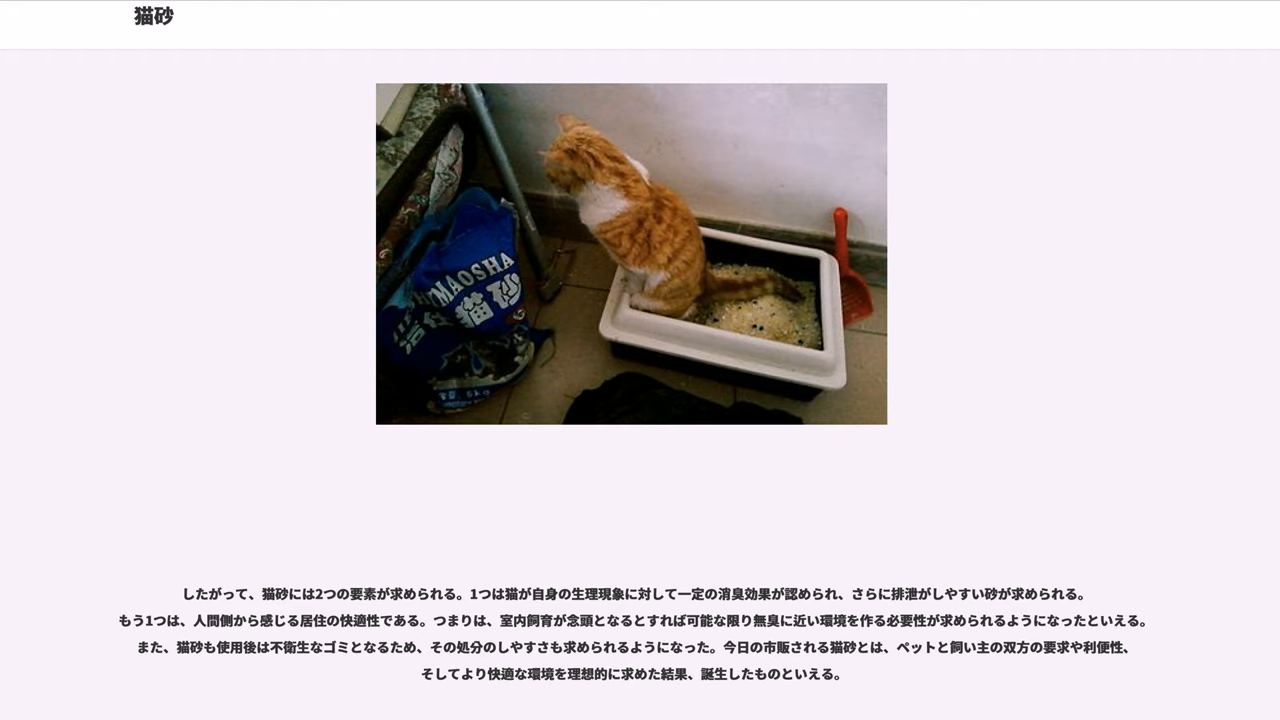 猫砂
MAOSHA
猫砂
したがって、猫砂には2つの要素が求められる。1つは猫が自身の生理現象に対して一定の消臭効果が認められ、さらに排泄がしやすい砂が求められる。
もう1つは、人間側から感じる居住の快適性である。つまりは、室内飼育が念頭となるとすれば可能な限り無臭に近い環境を作る必要性が求められるようになったといえる。
また、猫砂も使用後は不衛生なゴミとなるため、その処分のしやすさも求められるようになった。今日の市販される猫砂とは、ペットと飼い主の双方の要求や利便性、
そしてより快適な環境を理想的に求めた結果、誕生したものといえる。